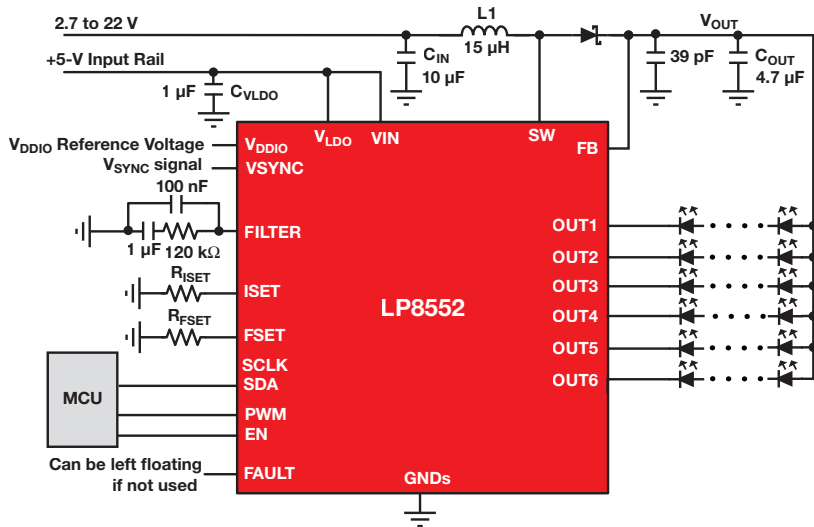 2.7 to 22 V
L1
15 µH
VOUT
CIN
10 µF
39 pF
COUT
4.7 µF
+5-V Input Rail
1 µF
CVLDO
VLDO
VIN
SW
FB
VDDIO Reference Voltage
VDDIO
VSYNC signal
VSYNC
100 nF
1 µF
120 kΩ
FILTER
RISET
ISET
RFSET
FSET
LP8552
OUT1
OUT2
OUT3
OUT4
OUT5
OUT6
MCU
SCLK
SDA
PWM
EN
Can be left floating
if not used
FAULT
GNDs